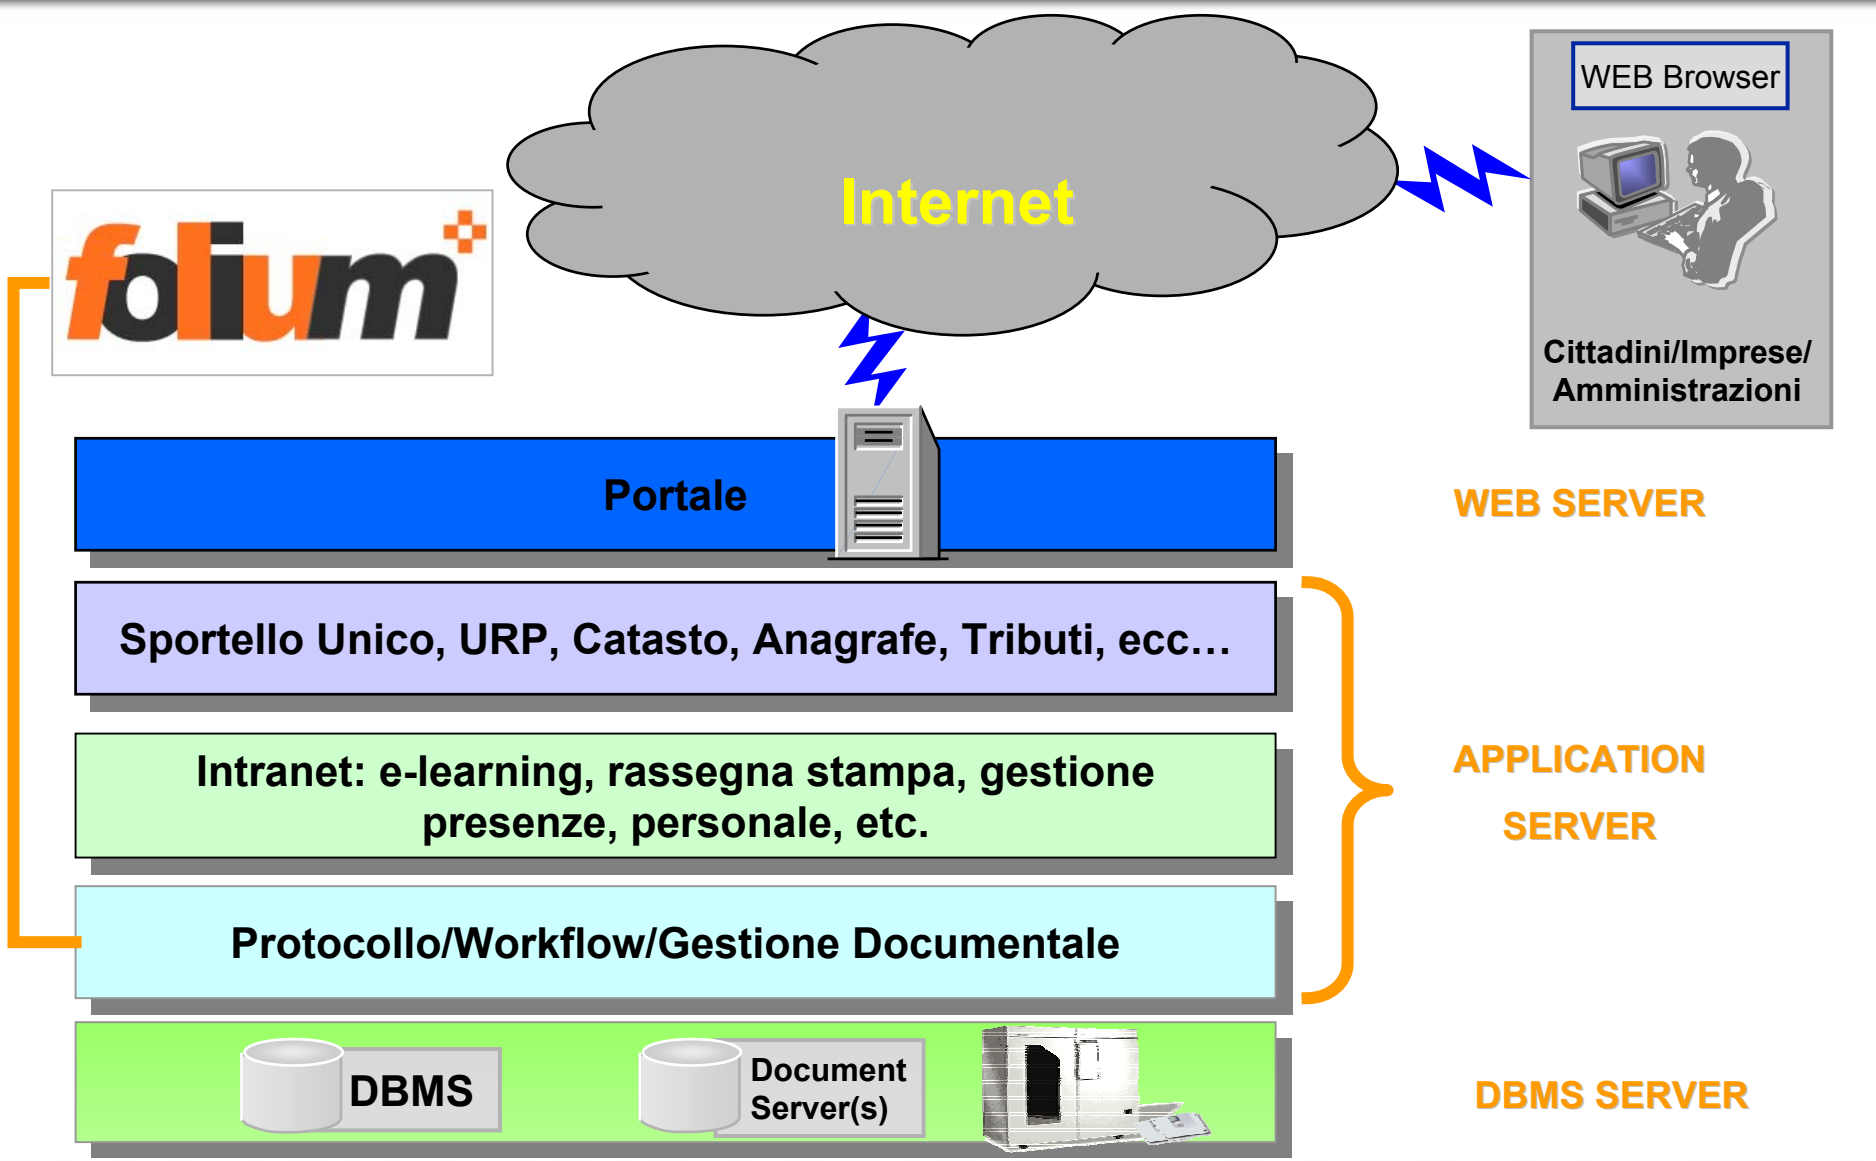 WEB Browser
Internet
folium
Cittadini/Imprese/
Amministrazioni
Portale
WEB SERVER
Sportello Unico, URP, Catasto, Anagrafe, Tributi, ecc…
Intranet: e-learning, rassegna stampa, gestione
presenze, personale, etc.
APPLICATION
SERVER
Protocollo/Workflow/Gestione Documentale
DBMS
Document
Server(s)
DBMS SERVER